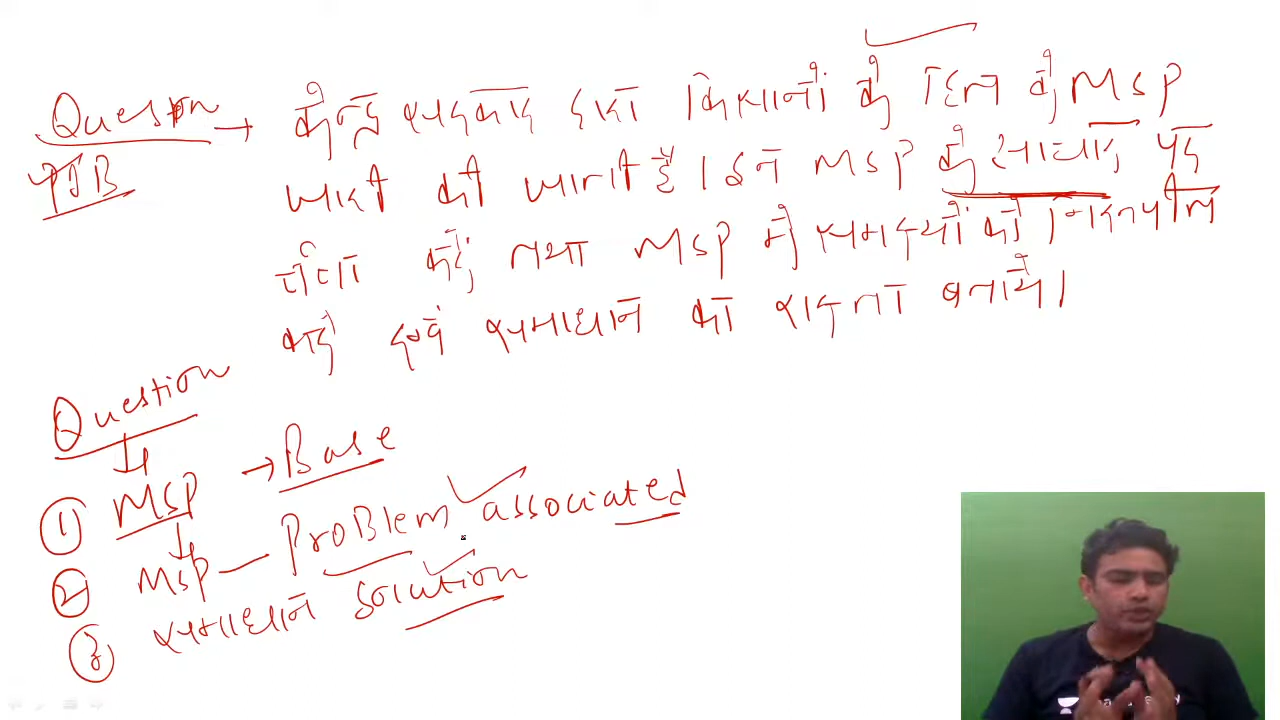 Question → केन्द्र सरकार द्वारा किसानों के हित में MSP
PIB जारी की जाती है। इन MSP के आधार पर
चर्चा करें, तथा MSP में समस्यों को
करें एवं समाधान का रास्ता बतायें।
Question
① MSP → Base
② MSP — Problem associated
③ समाधान Solution